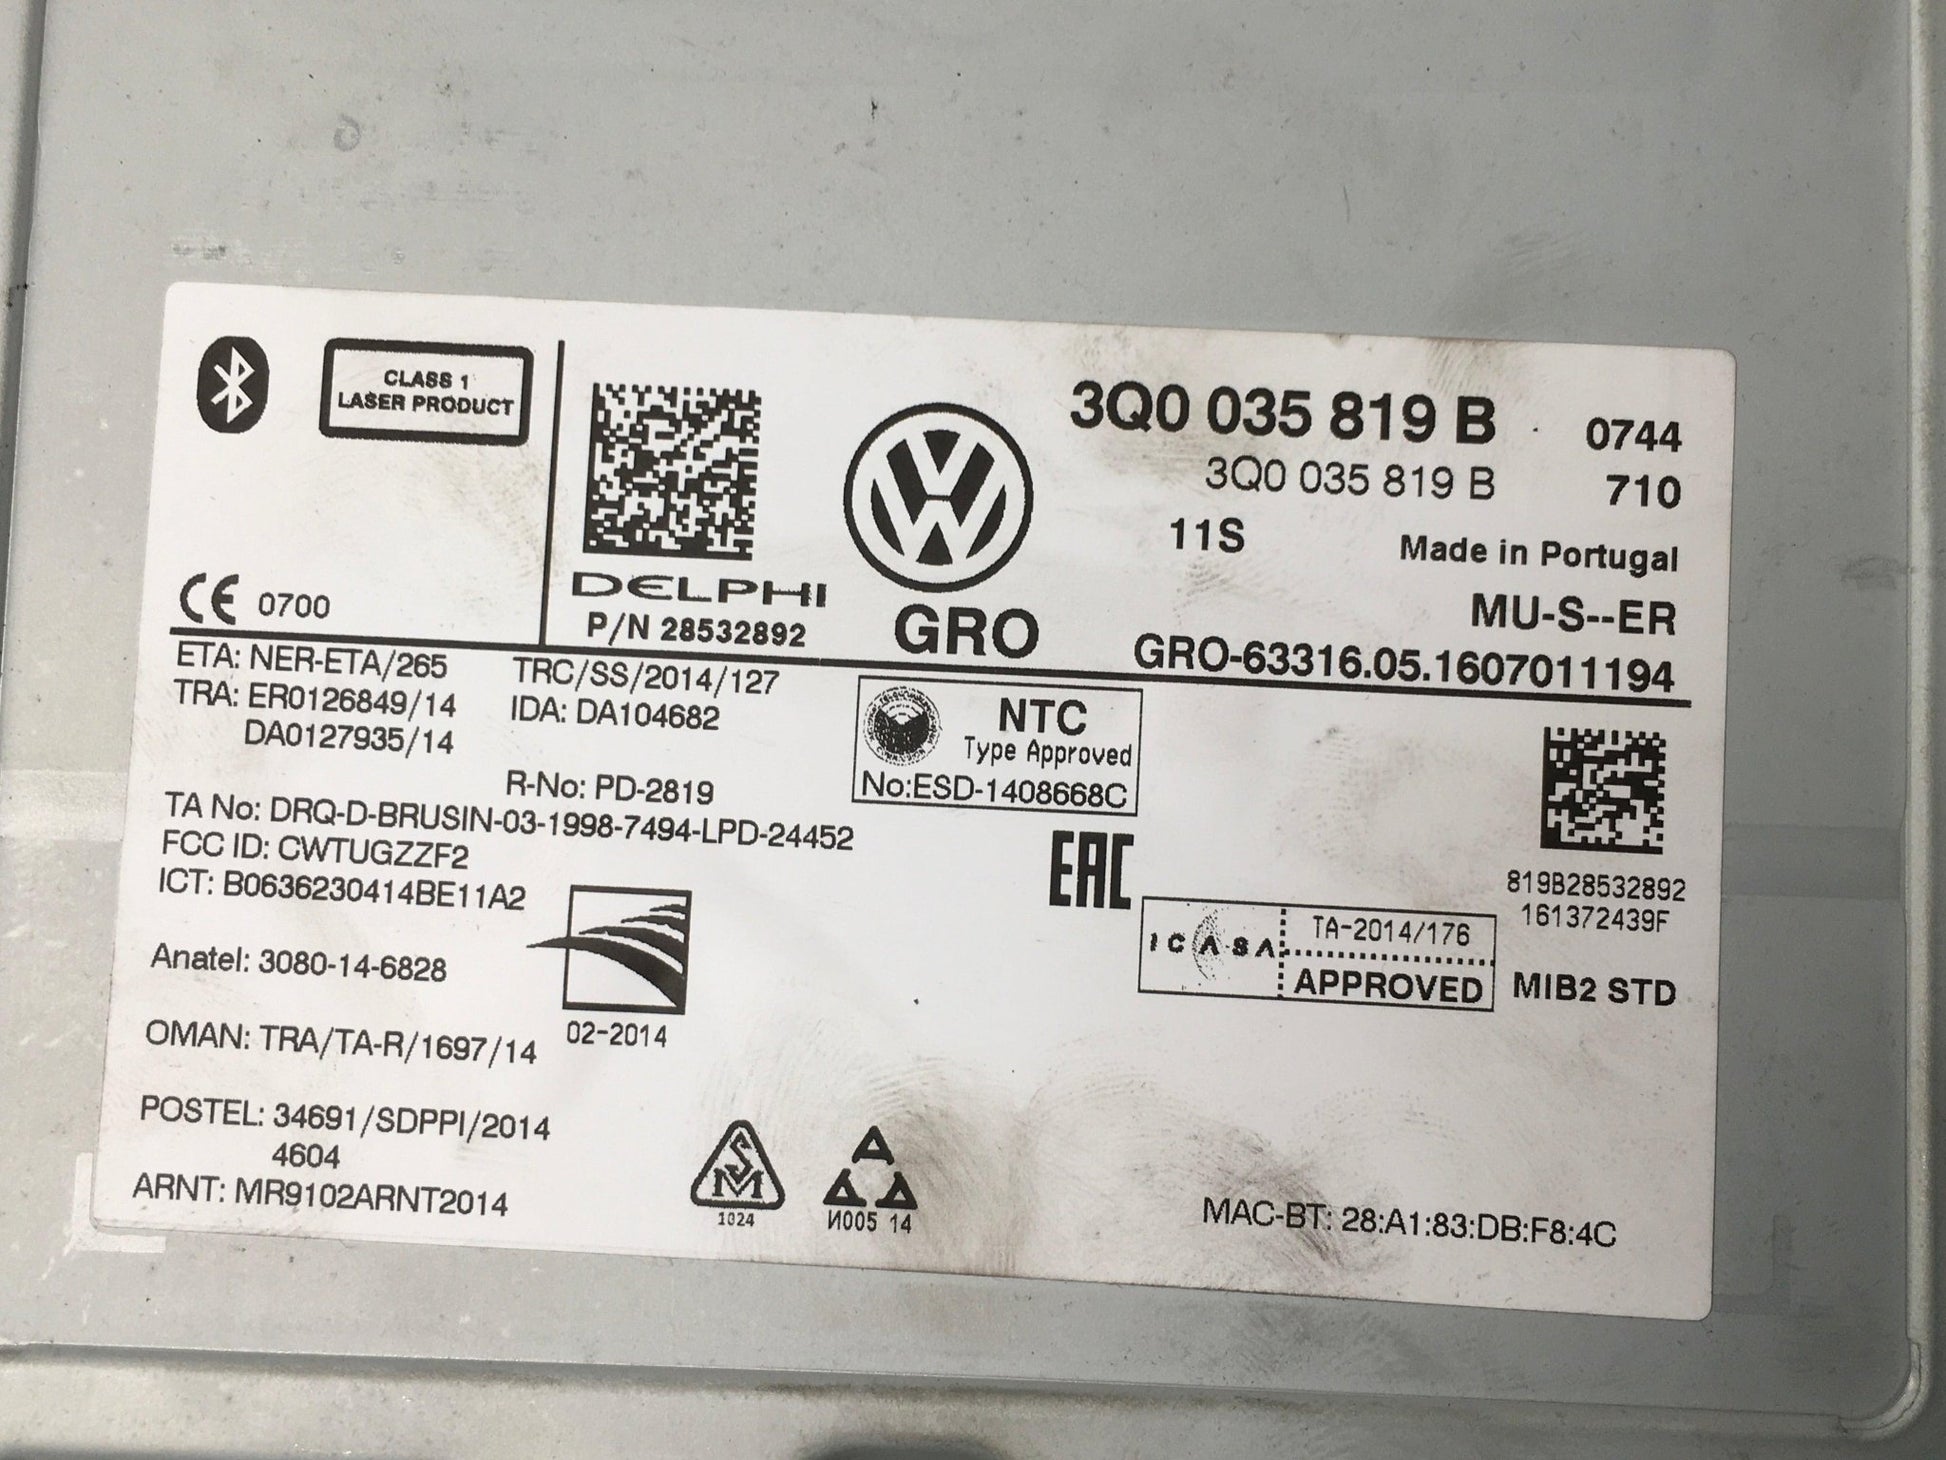 CLASS 1
LASER PRODUCT
CE 0700
DELPHI
P/N 28532892
GRO
3Q0 035 819 B
0744
3Q0 035 819 B
710
11S
Made in Portugal
MU-S--ER
GRO-63316.05.1607011194
ETA: NER-ETA/265
TRC/SS/2014/127
TRA: ER0126849/14
IDA: DA104682
DA0127935/14
R-No: PD-2819
TA No: DRQ-D-BRUSIN-03-1998-7494-LPD-24452
FCC ID: CWTUGZZF2
ICT: B0636230414BE11A2
NTC
Type Approved
No:ESD-1408668C
EAC
819B28532892
161372439F
ICASA
TA-2014/176
APPROVED
MIB2 STD
Anatel: 3080-14-6828
02-2014
OMAN: TRA/TA-R/1697/14
POSTEL: 34691/SDPPI/2014
4604
ARNT: MR9102ARNT2014
SM
1024
И005 14
MAC-BT: 28:A1:83:DB:F8:4C